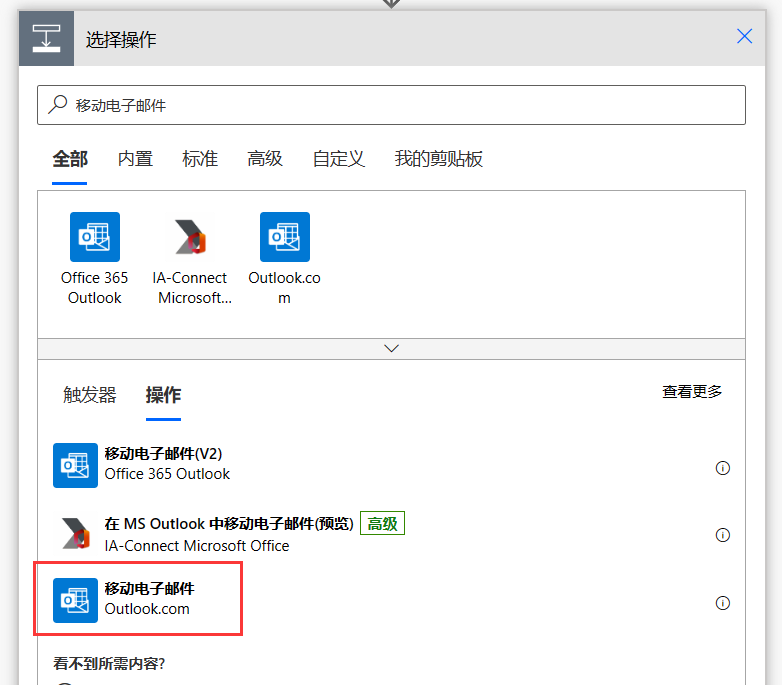 选择操作
移动电子邮件
全部 内置 标准 高级 自定义 我的剪贴板
Office 365
Outlook
IA-Connect
Microsoft...
Outlook.co
m
触发器 操作 查看更多
移动电子邮件(V2)
Office 365 Outlook
在 MS Outlook 中移动电子邮件(预览) 高级
IA-Connect Microsoft Office
移动电子邮件
Outlook.com
看不到所需内容?